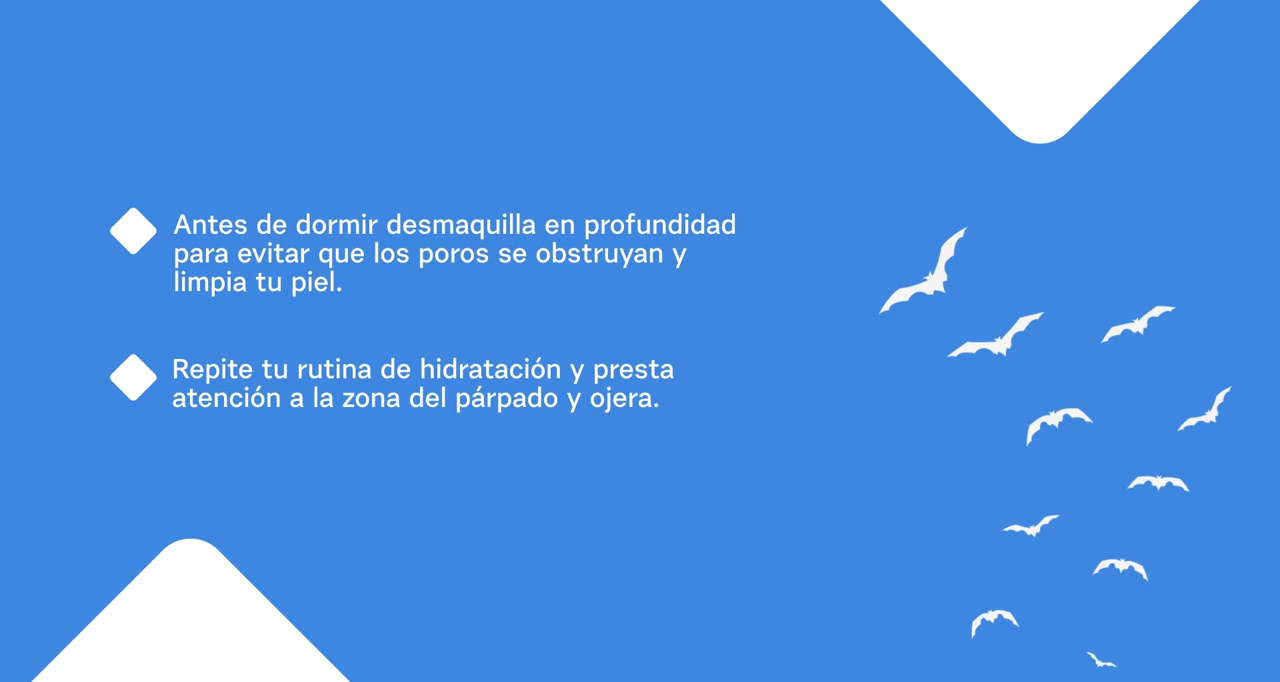 Antes de dormir desmaquilla en profundidad
para evitar que los poros se obstruyan y
limpia tu piel.
Repite tu rutina de hidratación y presta
atención a la zona del párpado y ojera.